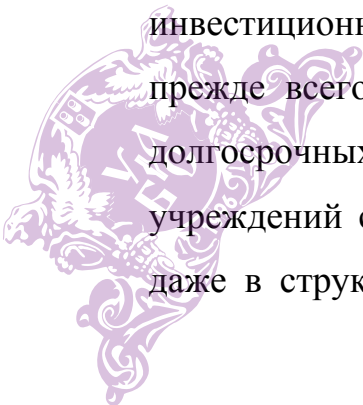 инвестиционн
прежде всего
долгосрочных
учреждений
даже в струк